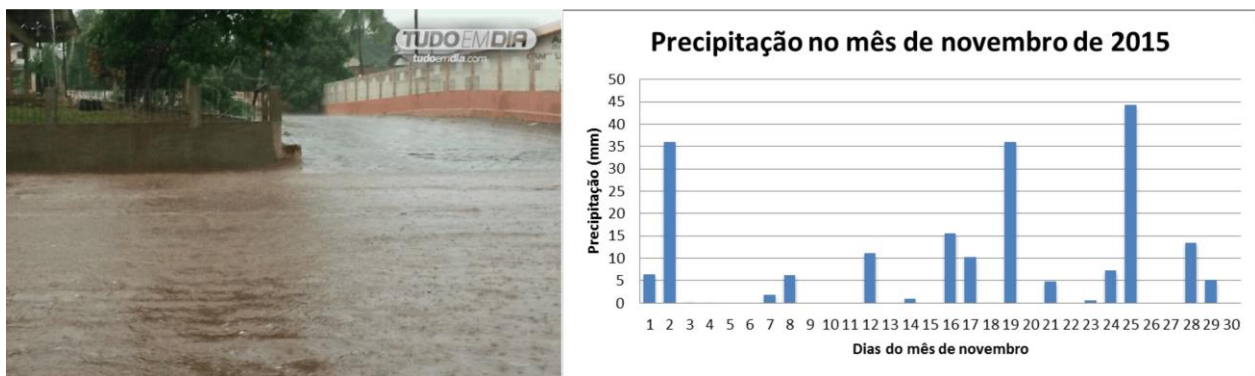 TUDOEMDIA
tudoemdia.com
Precipitação no mês de novembro de 2015
Precipitação (mm)
50
45
40
35
30
25
20
15
10
5
0
1 2 3 4 5 6 7 8 9 10 11 12 13 14 15 16 17 18 19 20 21 22 23 24 25 26 27 28 29 30
Dias do mês de novembro